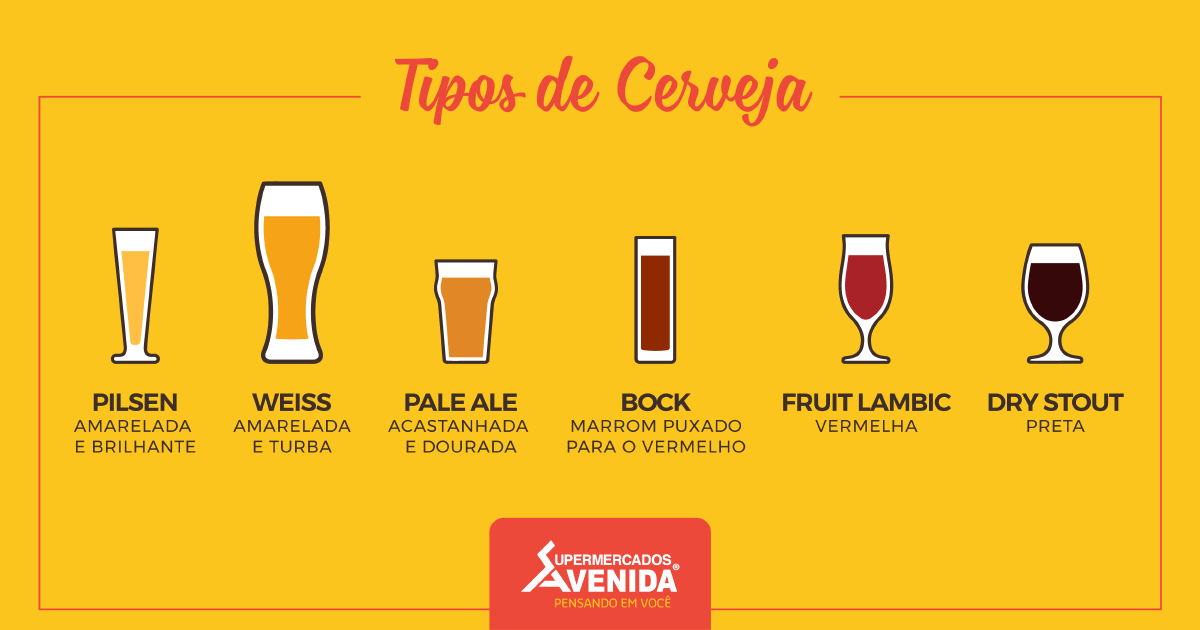 Tipos de Cerveja
PILSEN
AMARELADA
E BRILHANTE
WEISS
AMARELADA
E TURBA
PALE ALE
ACASTANHADA
E DOURADA
BOCK
MARROM PUXADO
PARA O VERMELHO
FRUIT LAMBIC
VERMELHA
DRY STOUT
PRETA
SUPERMERCADOS
AVENIDA®
PENSANDO EM VOCÊ